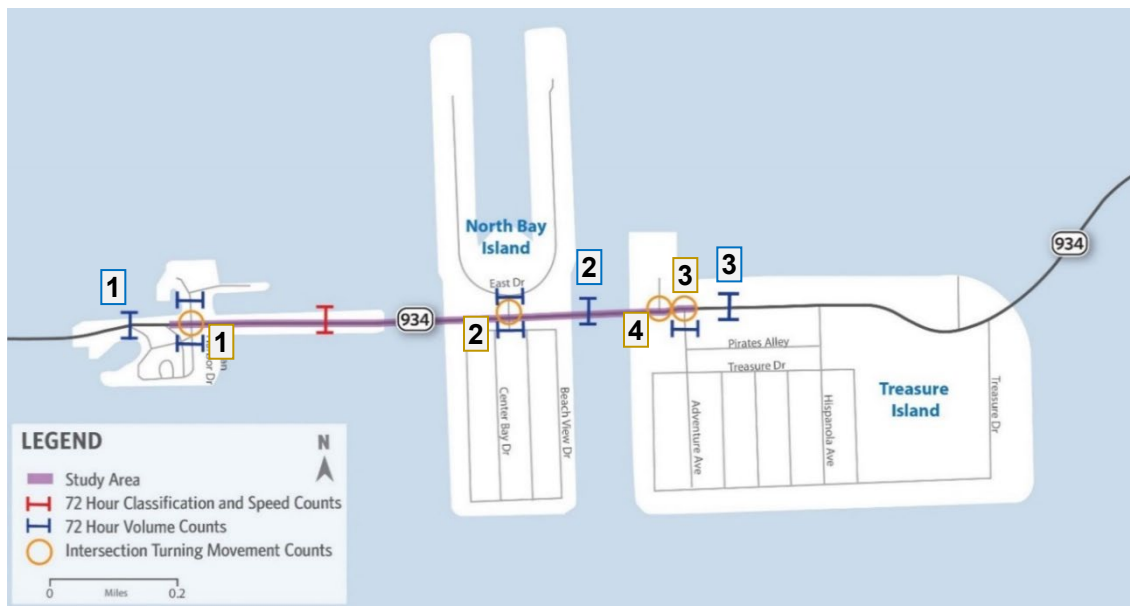 North Bay
Island
East Dr
2
3
3
934
1
934
4
2
1
Pirates Alley
Treasure Dr
Treasure
Island
Center Bay Dr
Beach View Dr
Adventure Ave
Hispanola Ave
Treasure Dr
LEGEND
N
Study Area
72 Hour Classification and Speed Counts
72 Hour Volume Counts
Intersection Turning Movement Counts
0
Miles
0.2